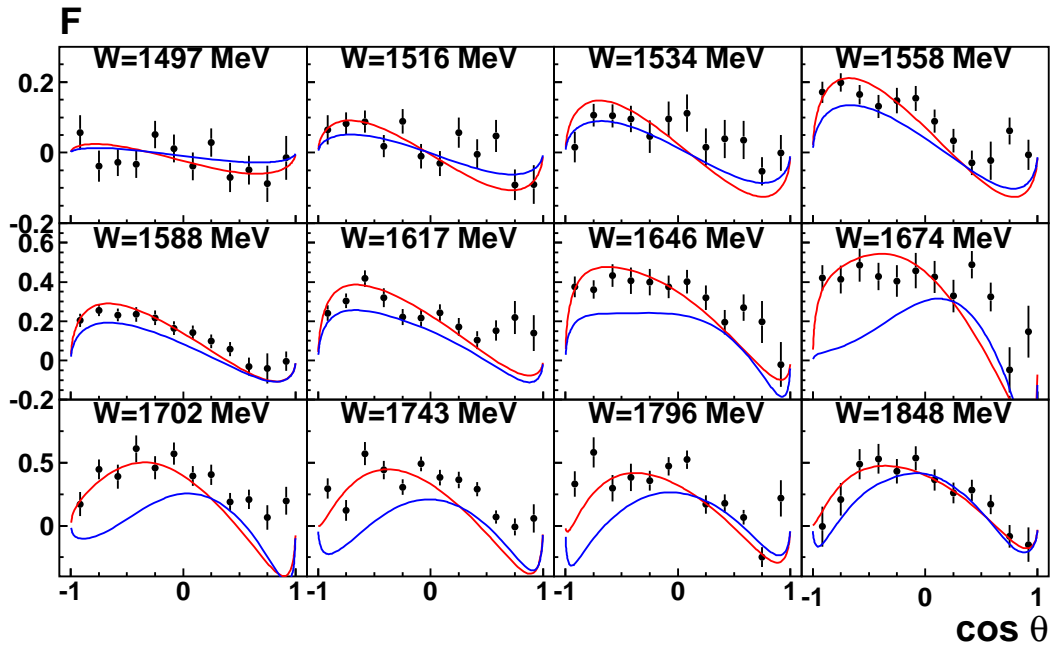 F
W=1497 MeV W=1516 MeV W=1534 MeV W=1558 MeV
0.2
0
-0.2
W=1588 MeV W=1617 MeV W=1646 MeV W=1674 MeV
0.6
0.4
0.2
0
-0.2
W=1702 MeV W=1743 MeV W=1796 MeV W=1848 MeV
0.5
0
-1 0 1 -1 0 1 -1 0 1 -1 0 1
cos θ